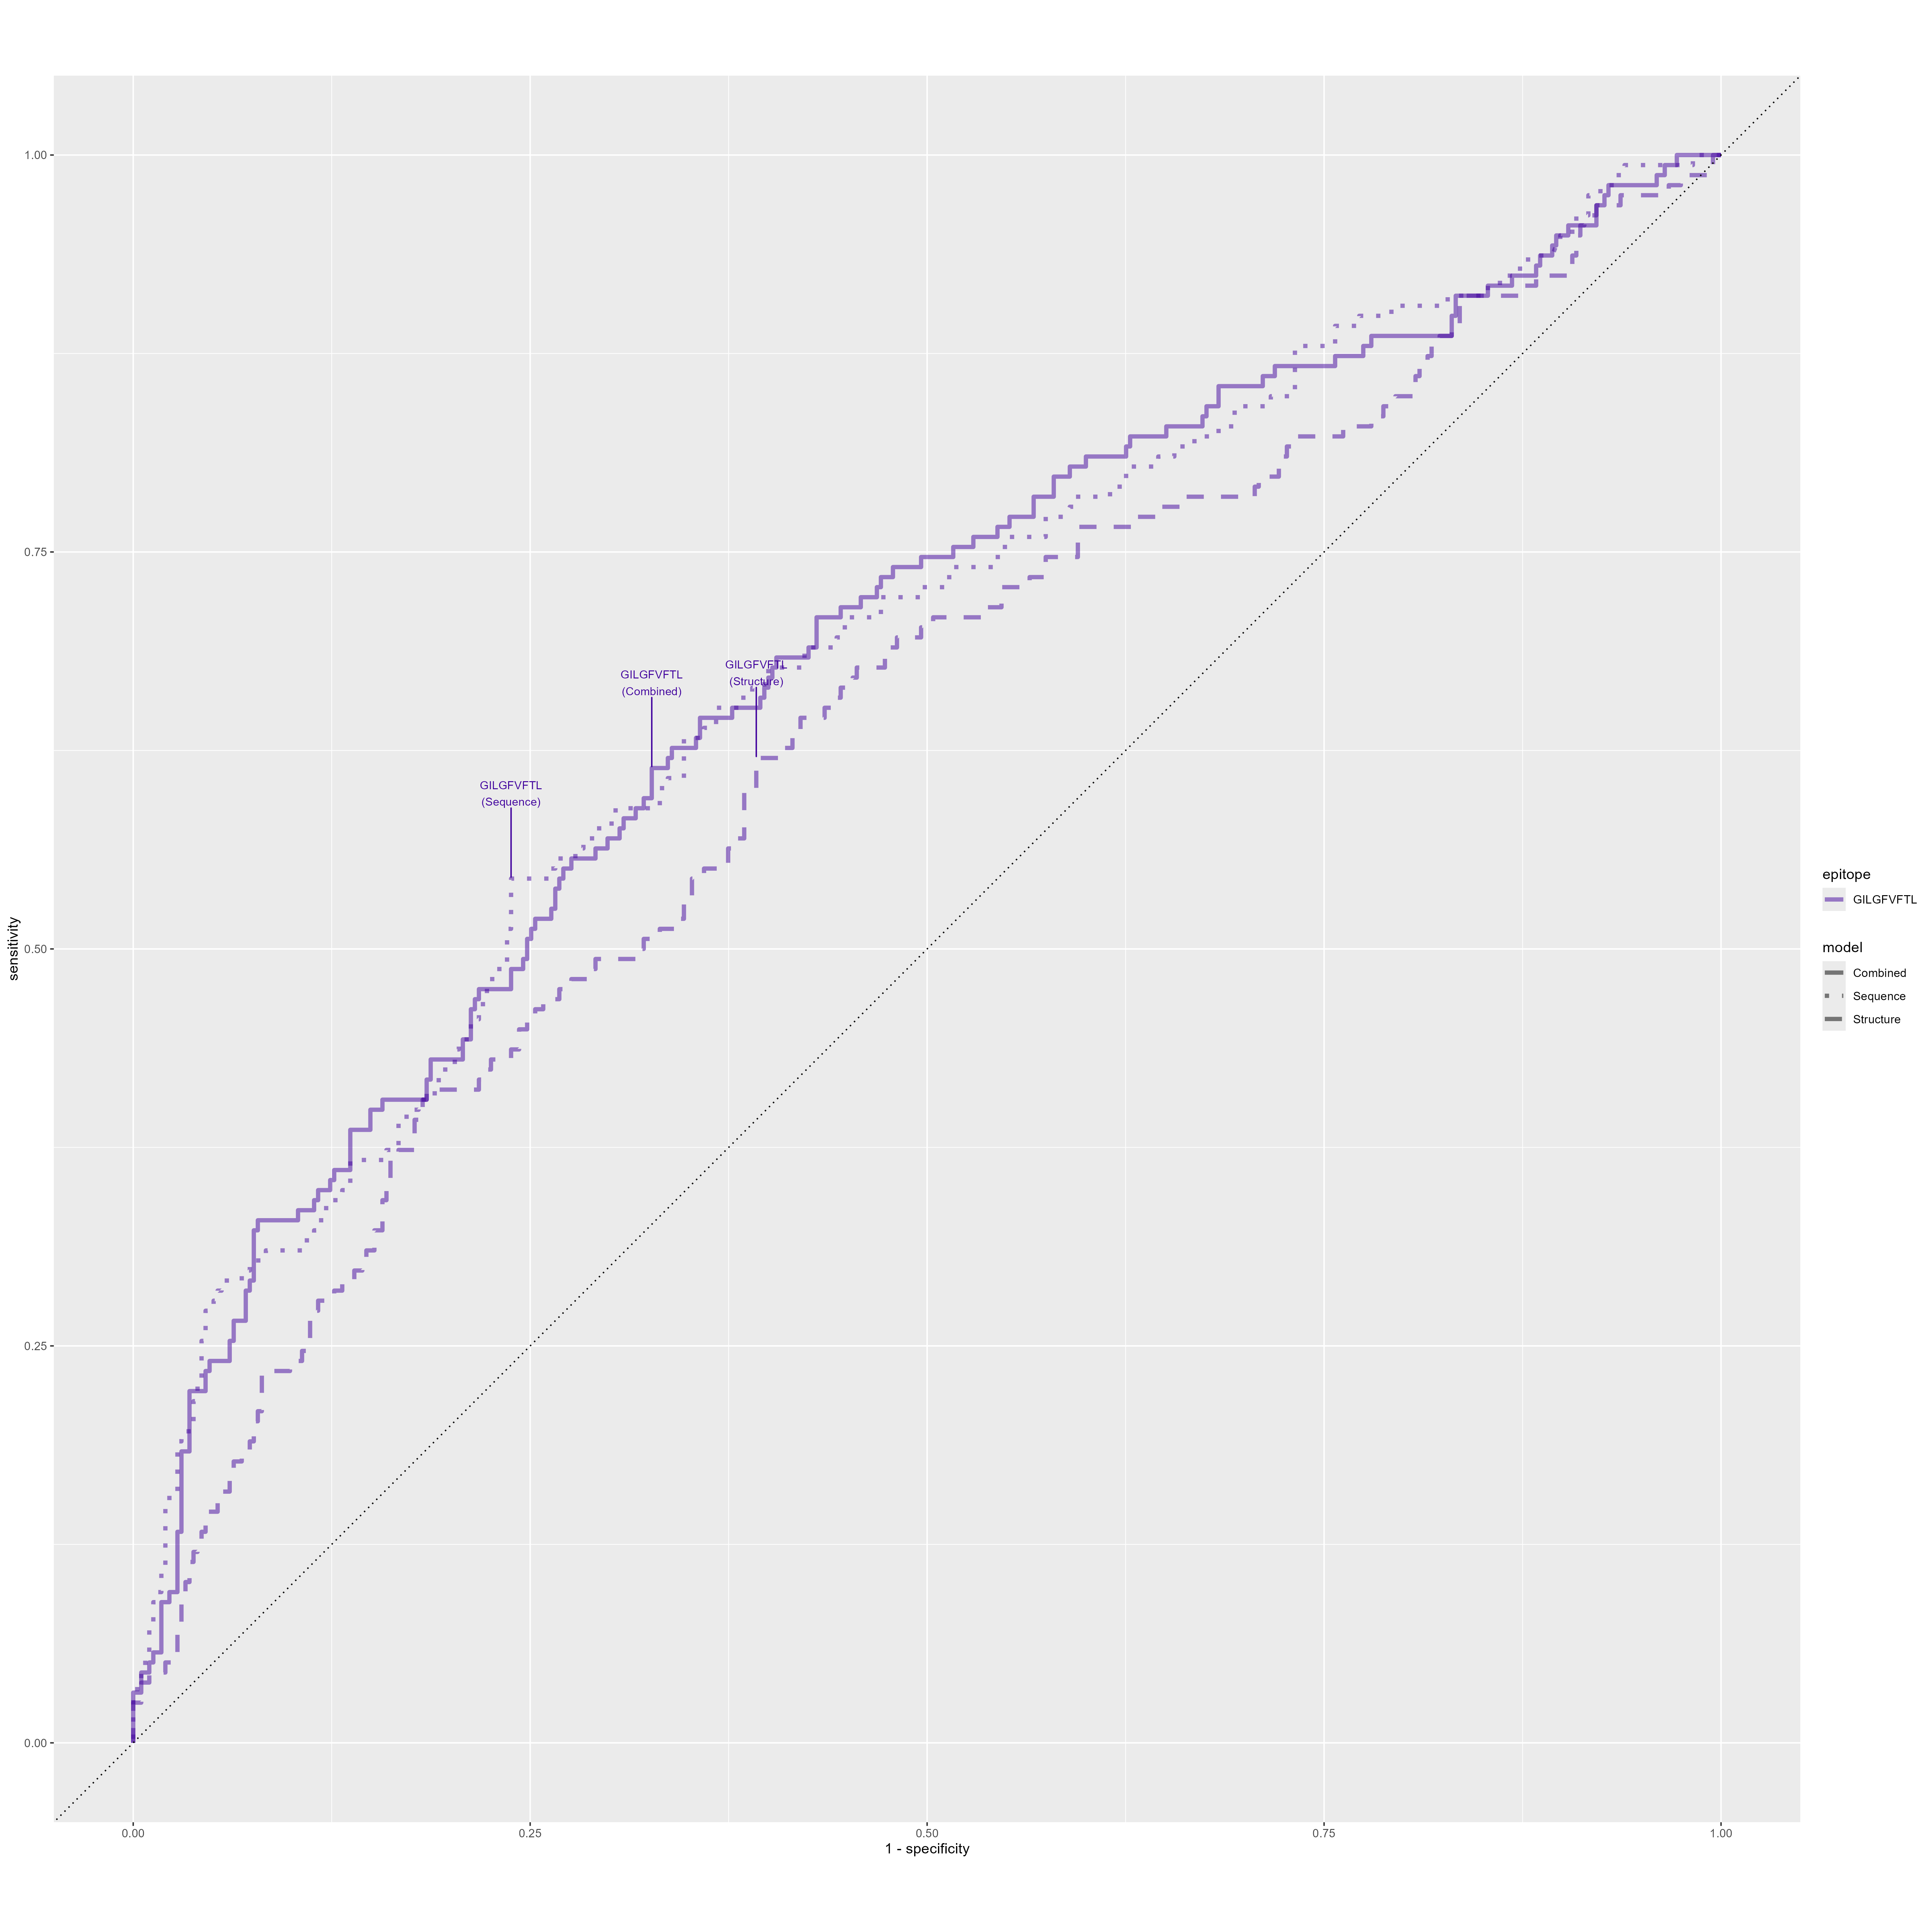 1.00
0.75
0.50
0.25
0.00
sensitivity
GILGFVFTL
(Structure)
GILGFVFTL
(Combined)
GILGFVFTL
(Sequence)
0.00
0.25
0.50
0.75
1.00
1 - specificity
epitope
GILGFVFTL
model
Combined
Sequence
Structure